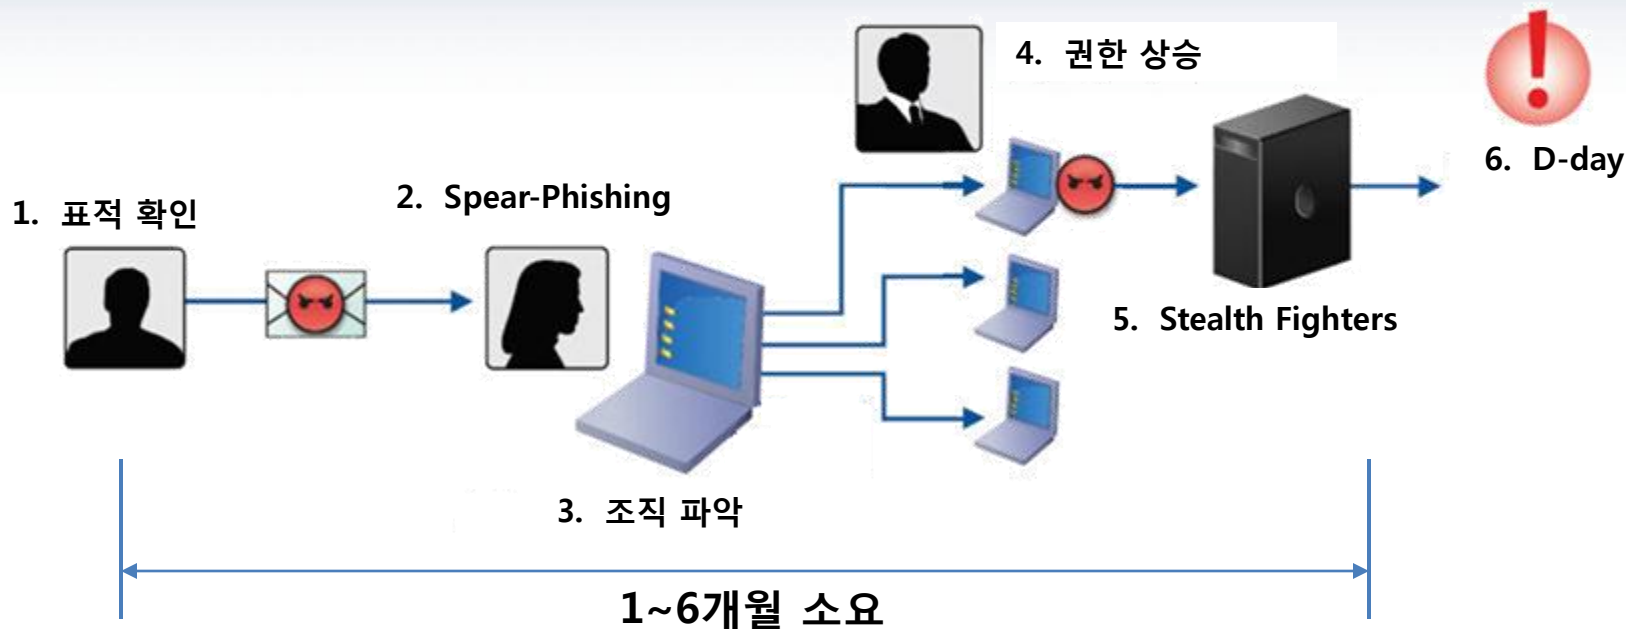 1. 표적 확인
2. Spear-Phishing
3. 조직 파악
4. 권한 상승
5. Stealth Fighters
6. D-day
1~6개월 소요